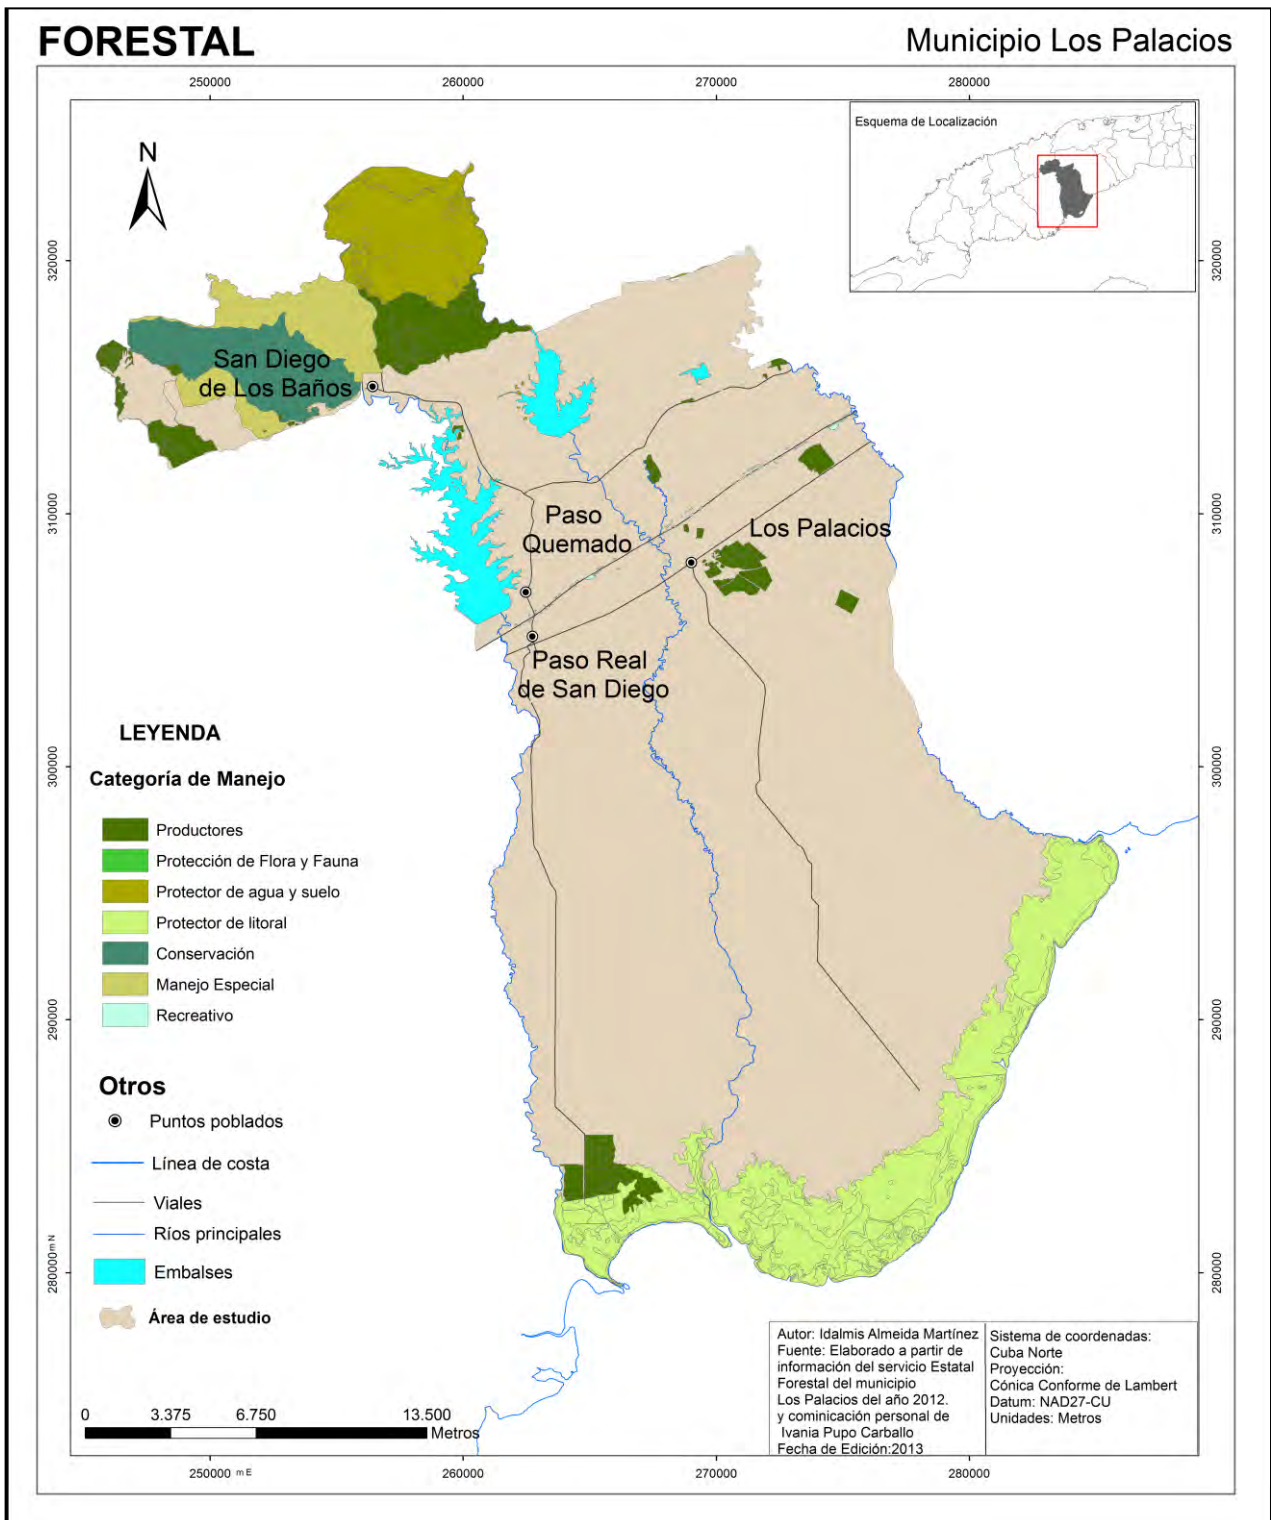 FORESTAL
Municipio Los Palacios
250000
260000
270000
280000
Esquema de Localización
N
320000
320000
San Diego
de Los Baños
310000
310000
Paso
Quemado
Los Palacios
Paso Real
de San Diego
LEYENDA
Categoría de Manejo
300000
300000
Productores
Protección de Flora y Fauna
Protector de agua y suelo
Protector de litoral
Conservación
Manejo Especial
Recreativo
290000
290000
Otros
Puntos poblados
Línea de costa
Viales
Ríos principales
Embalses
Área de estudio
280000 m N
280000
Autor: Idalmis Almeida Martínez
Fuente: Elaborado a partir de
información del servicio Estatal
Forestal del municipio
Los Palacios del año 2012.
y cominicación personal de
Ivania Pupo Carballo
Fecha de Edición:2013
Sistema de coordenadas:
Cuba Norte
Proyección:
Cónica Conforme de Lambert
Datum: NAD27-CU
Unidades: Metros
0 3.375 6.750 13.500
Metros
250000 m E
260000
270000
280000